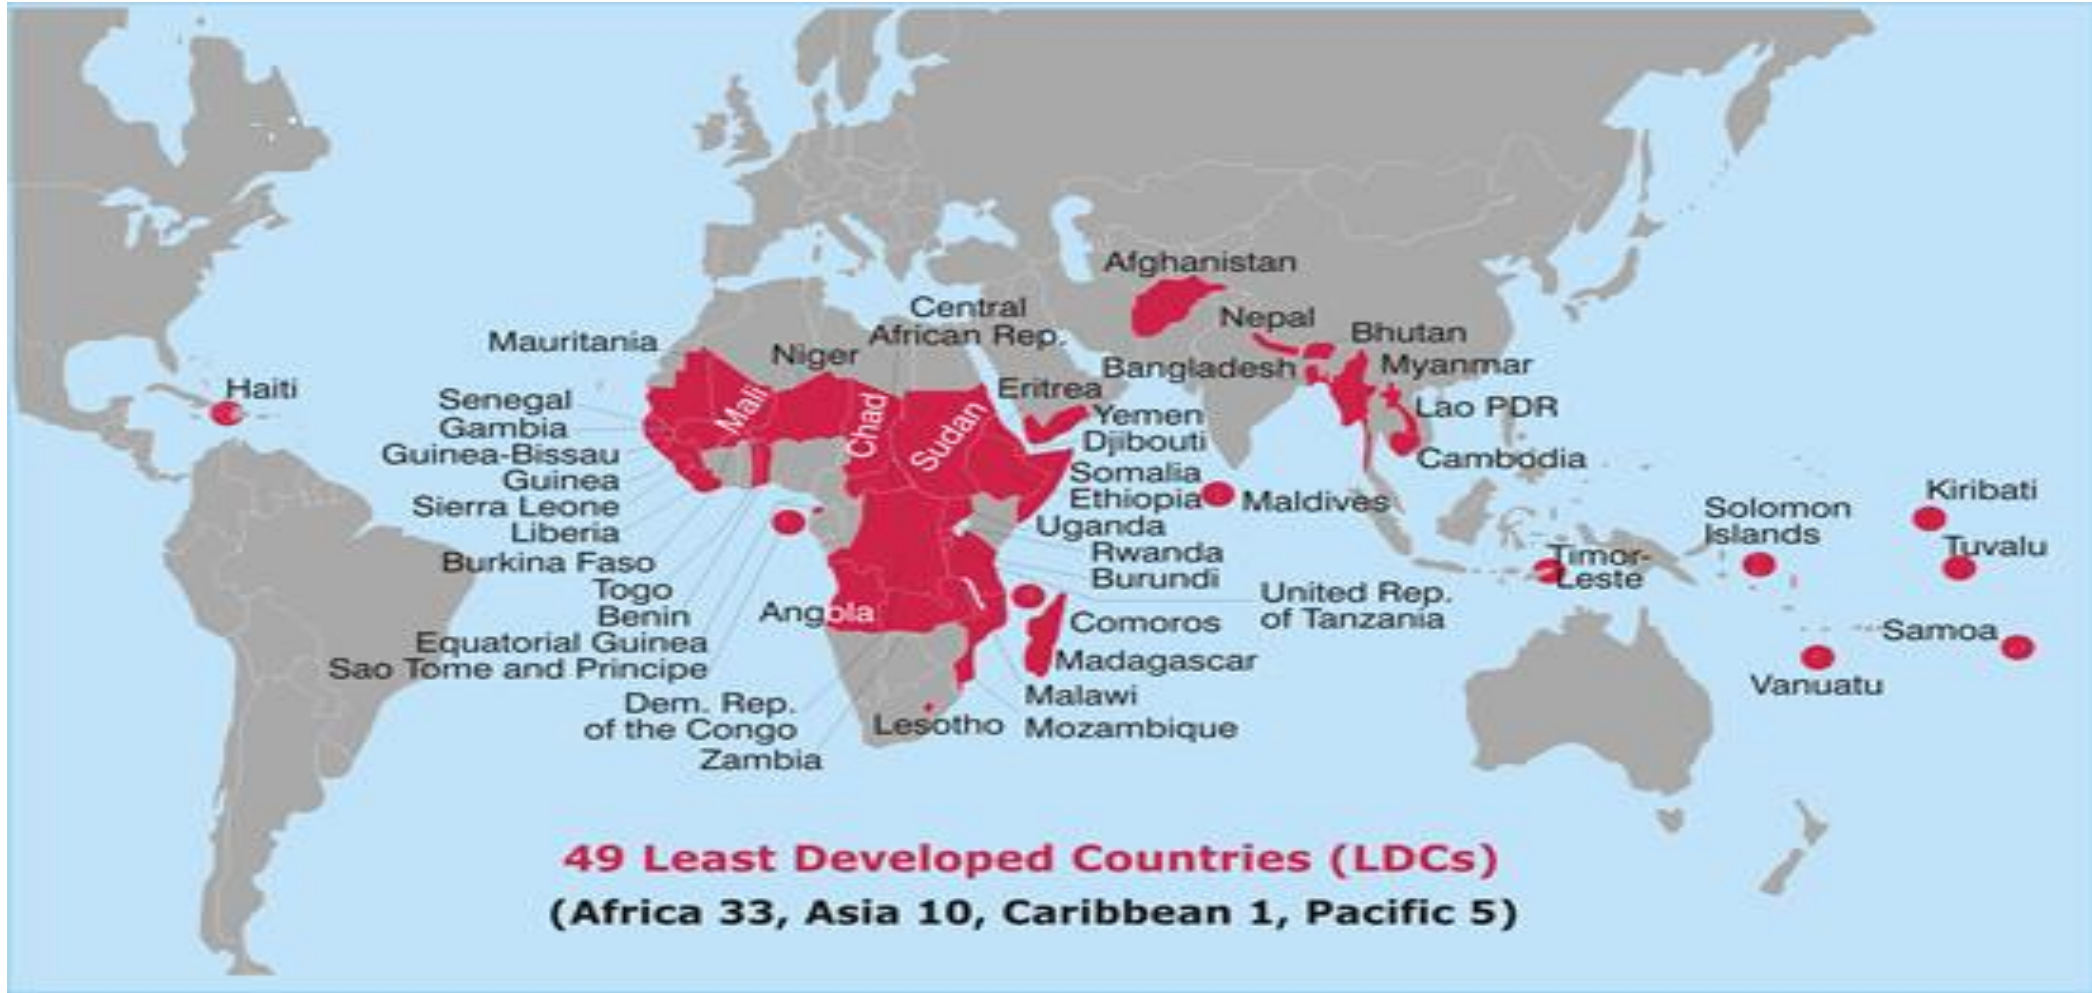 Afghanistan
Central
African Rep.
Nepal
Bhutan
Mauritania
Niger
Bangladesh
Myanmar
Haiti
Eritrea
Senegal
Mali
Chad
Sudan
Yemen
Lao PDR
Gambia
Djibouti
Guinea-Bissau
Cambodia
Guinea
Somalia
Sierra Leone
Ethiopia
Maldives
Kiribati
Solomon
Islands
Liberia
Uganda
Burkina Faso
Rwanda
Timor-
Leste
Tuvalu
Togo
Burundi
Benin
Angola
United Rep.
of Tanzania
Comoros
Samoa
Equatorial Guinea
Sao Tome and Principe
Madagascar
Vanuatu
Malawi
Dem. Rep.
of the Congo
Lesotho
Mozambique
Zambia
49 Least Developed Countries (LDCs)
(Africa 33, Asia 10, Caribbean 1, Pacific 5)